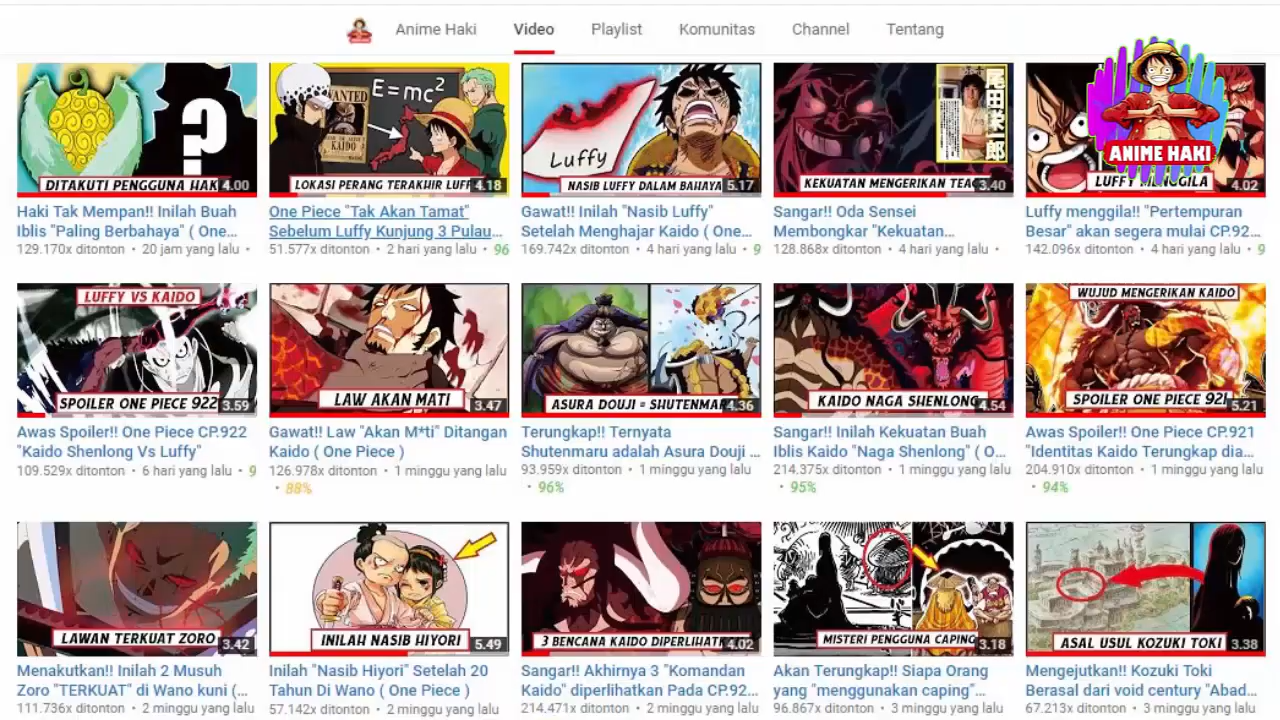 Anime Haki Video Playlist Komunitas Channel Tentang
ANIME HAKI
DITAKUTI PENGGUNA HAK 4.00
Haki Tak Mempan!! Inilah Buah
Iblis "Paling Berbahaya" ( One...
129.170x ditonton • 20 jam yang lalu •
E=mc²
WANTED
KAIDO
LOKASI PERANG TERAKHIR LUFF 4.18
One Piece "Tak Akan Tamat"
Sebelum Luffy Kunjung 3 Pulau...
51.577x ditonton • 2 hari yang lalu • 96
Luffy
NASIB LUFFY DALAM BAHAYA 5.17
Gawat!! Inilah "Nasib Luffy"
Setelah Menghajar Kaido ( One...
169.742x ditonton • 4 hari yang lalu • 9
尾田栄一郎
KEKUATAN MENGERIKAN TEAC 3.40
Sangar!! Oda Sensei
Membongkar "Kekuatan...
128.868x ditonton • 4 hari yang lalu •
LUFFY MENGGILA 4.02
Luffy menggila!! "Pertempuran
Besar" akan segera mulai CP.92...
142.096x ditonton • 4 hari yang lalu • 9
LUFFY VS KAIDO
SPOILER ONE PIECE 922 3.59
Awas Spoiler!! One Piece CP.922
"Kaido Shenlong Vs Luffy"
109.529x ditonton • 6 hari yang lalu • 9
LAW AKAN MATI 3.47
Gawat!! Law "Akan M*ti" Ditangan
Kaido ( One Piece )
126.978x ditonton • 1 minggu yang lalu
• 88%
ASURA DOUJI = SHUTENMAR 4.36
Terungkap!! Ternyata
Shutenmaru adalah Asura Douji ...
93.959x ditonton • 1 minggu yang lalu
• 96%
KAIDO NAGA SHENLONG 4.54
Sangar!! Inilah Kekuatan Buah
Iblis Kaido "Naga Shenlong" ( O...
214.375x ditonton • 1 minggu yang lalu
• 95%
WUJUD MENGERIKAN KAIDO
SPOILER ONE PIECE 921 5.21
Awas Spoiler!! One Piece CP.921
"Identitas Kaido Terungkap dia...
204.910x ditonton • 1 minggu yang lalu
• 94%
LAWAN TERKUAT ZORO 3.42
Menakutkan!! Inilah 2 Musuh
Zoro "TERKUAT" di Wano kuni (...
111.736x ditonton • 2 minggu yang lalu
INILAH NASIB HIYORI 5.49
Inilah "Nasib Hiyori" Setelah 20
Tahun Di Wano ( One Piece )
57.142x ditonton • 2 minggu yang lalu
3 BENCANA KAIDO DIPERLIHAT 4.02
Sangar!! Akhirnya 3 "Komandan
Kaido" diperlihatkan Pada CP.92...
214.471x ditonton • 2 minggu yang lalu
MISTERI PENGGUNA CAPING 3.18
Akan Terungkap!! Siapa Orang
yang "menggunakan caping"...
96.867x ditonton • 3 minggu yang lalu
ASAL USUL KOZUKI TOKI 3.38
Mengejutkan!! Kozuki Toki
Berasal dari void century "Abad...
67.213x ditonton • 3 minggu yang lalu